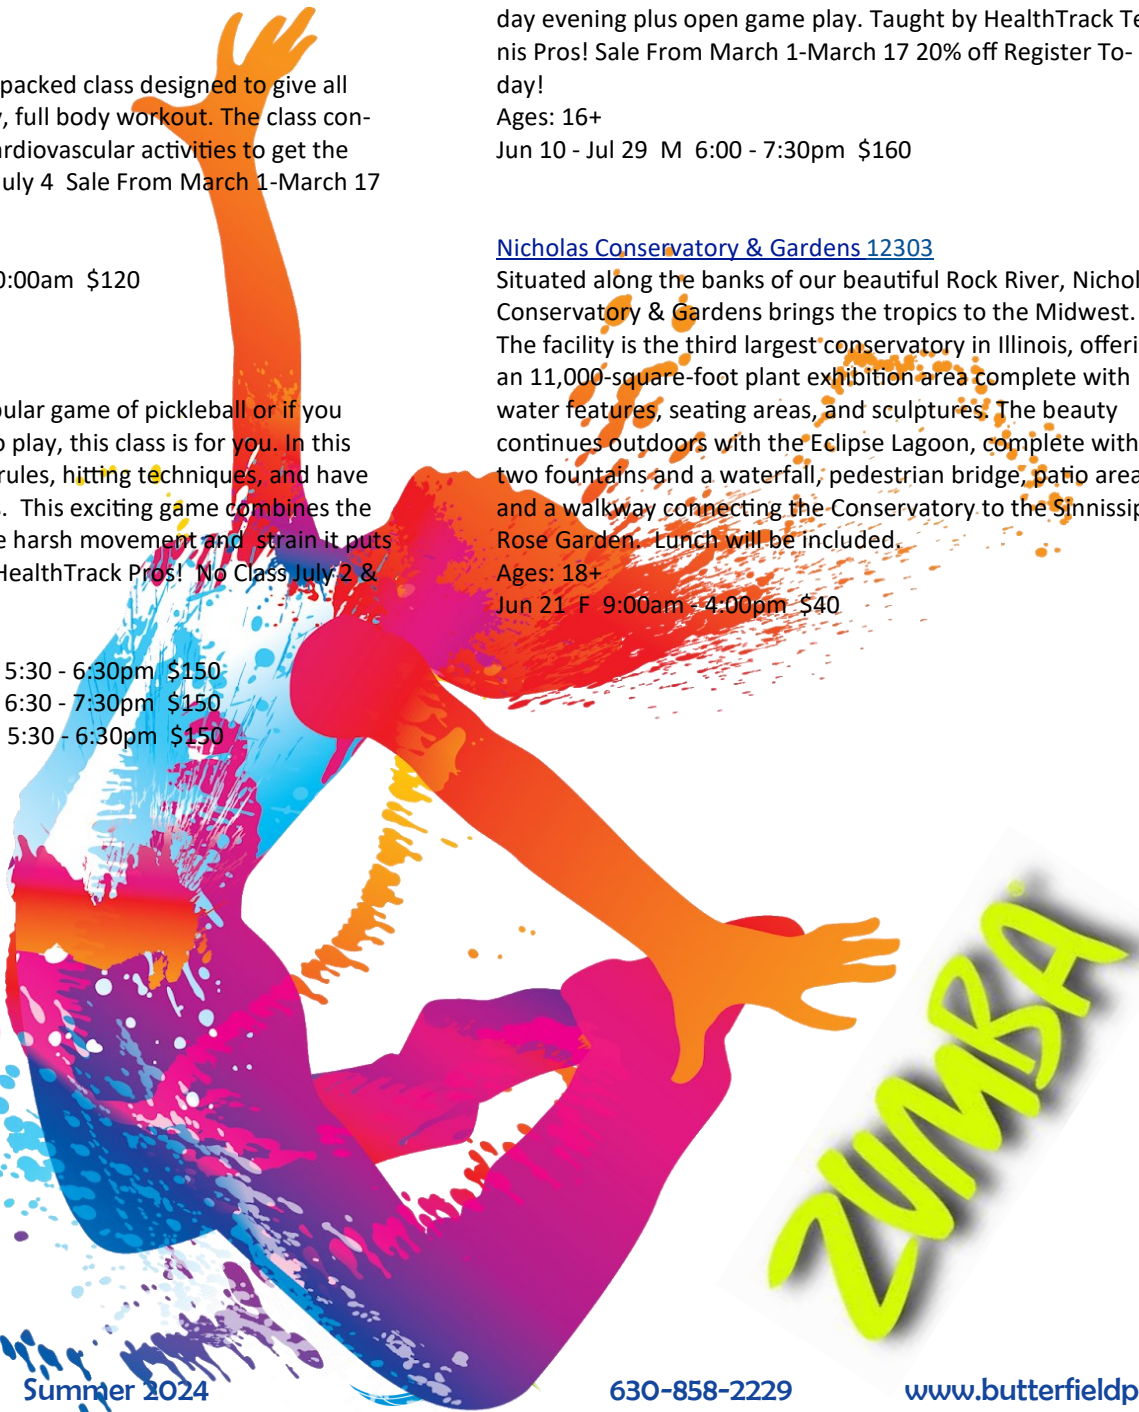 packed class designed to give all
, full body workout. The class con-
ardiovascular activities to get the
uly 4 Sale From March 1-March 17
0:00am $120
pular game of pickleball or if you
o play, this class is for you. In this
rules, hitting techniques, and have
s. This exciting game combines the
e harsh movement and strain it puts
HealthTrack Pros! No Class July 2 &
5:30 - 6:30pm $150
6:30 - 7:30pm $150
5:30 - 6:30pm $150
day evening plus open game play. Taught by HealthTrack Te
nis Pros! Sale From March 1-March 17 20% off Register To-
day!
Ages: 16+
Jun 10 - Jul 29 M 6:00 - 7:30pm $160
Nicholas Conservatory & Gardens 12303
Situated along the banks of our beautiful Rock River, Nichol
Conservatory & Gardens brings the tropics to the Midwest.
The facility is the third largest conservatory in Illinois, offeri
an 11,000-square-foot plant exhibition area complete with
water features, seating areas, and sculptures. The beauty
continues outdoors with the Eclipse Lagoon, complete with
two fountains and a waterfall, pedestrian bridge, patio area
and a walkway connecting the Conservatory to the Sinnissip
Rose Garden. Lunch will be included.
Ages: 18+
Jun 21 F 9:00am - 4:00pm $40
ZUMBA
Summer 2024
630-858-2229
www.butterfieldp